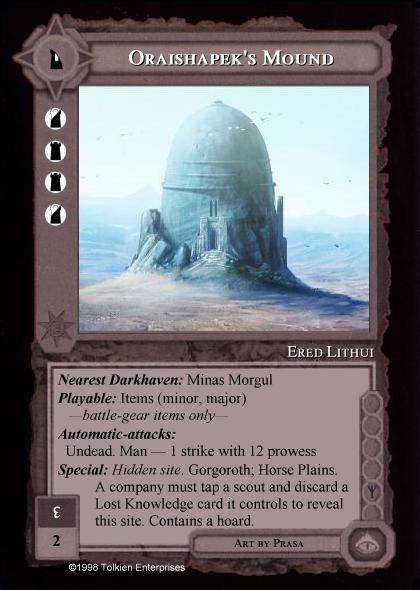 Oraishapek's Mound
Ered Lithui
Nearest Darkhaven: Minas Morgul
Playable: Items (minor, major)
—battle-gear items only—
Automatic-attacks:
Undead. Man — 1 strike with 12 prowess
Special: Hidden site. Gorgoroth; Horse Plains.
A company must tap a scout and discard a
Lost Knowledge card it controls to reveal
this site. Contains a hoard.
2
Art by Prasa
©1998 Tolkien Enterprises